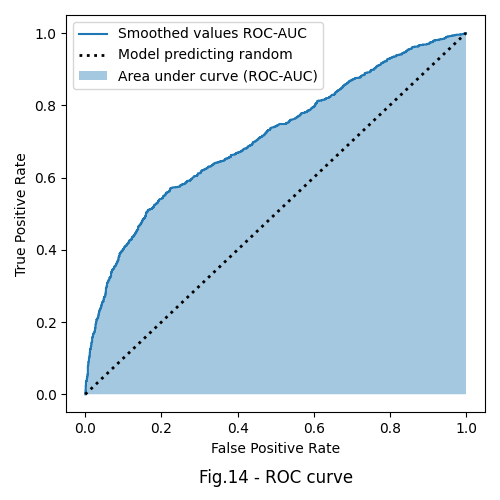 Smoothed values ROC-AUC
Model predicting random
Area under curve (ROC-AUC)
True Positive Rate
1.0
0.8
0.6
0.4
0.2
0.0
0.0 0.2 0.4 0.6 0.8 1.0
False Positive Rate
Fig.14 - ROC curve